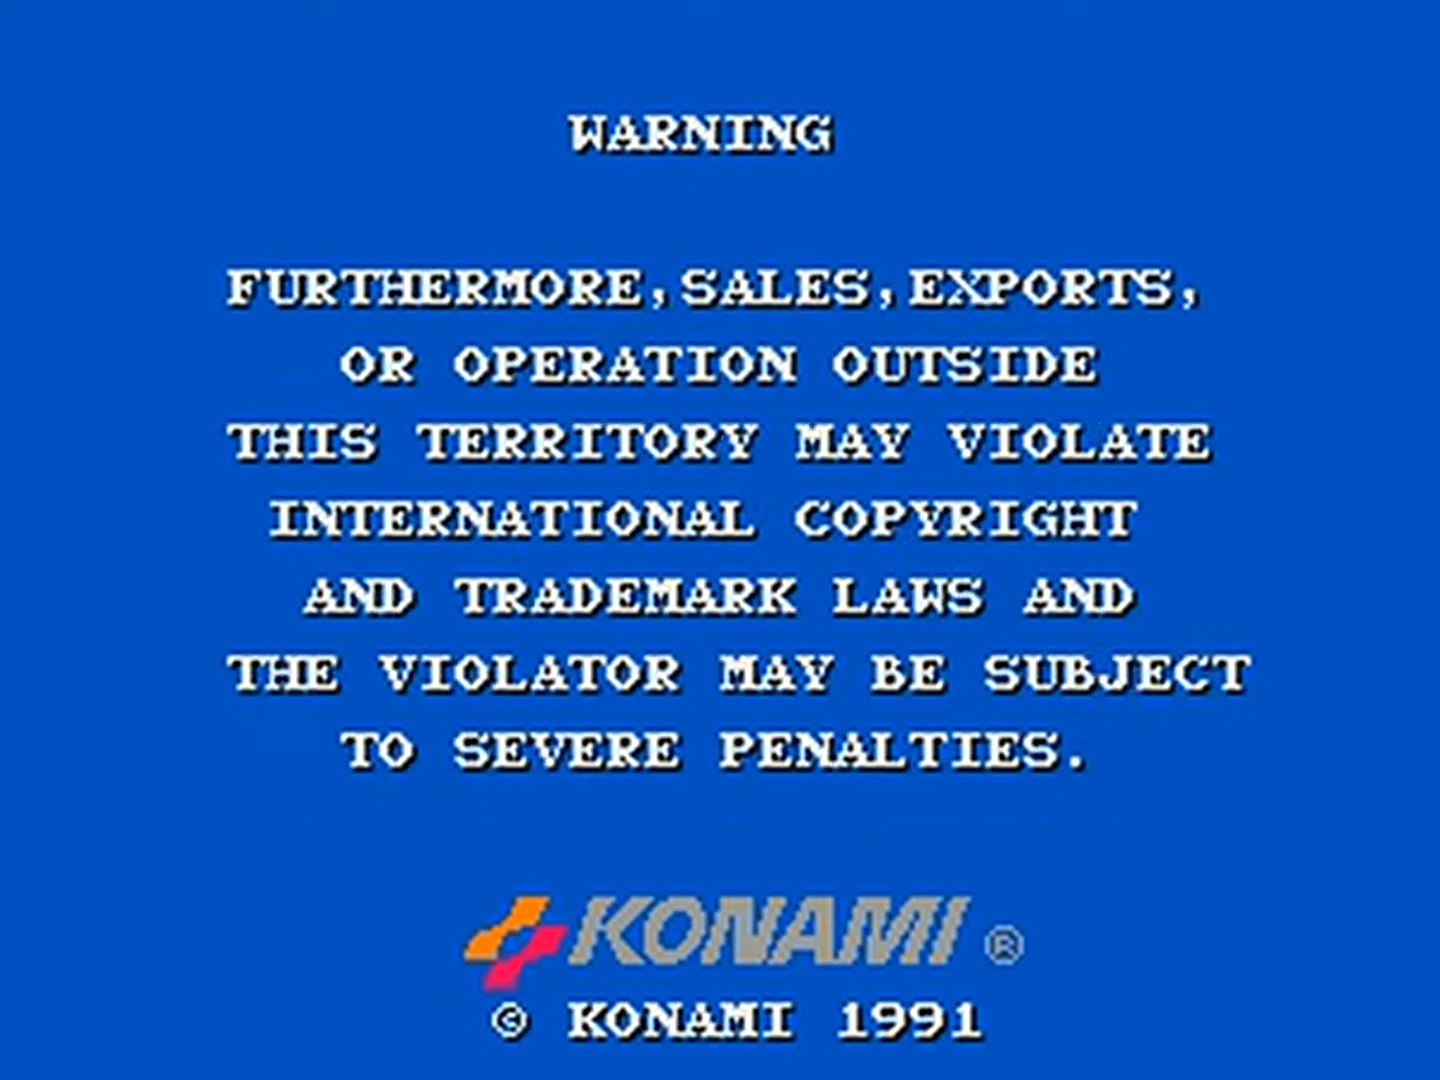 WARNING
FURTHERMORE,SALES,EXPORTS,
OR OPERATION OUTSIDE
THIS TERRITORY MAY VIOLATE
INTERNATIONAL COPYRIGHT
AND TRADEMARK LAWS AND
THE VIOLATOR MAY BE SUBJECT
TO SEVERE PENALTIES.
KONAMI ®
© KONAMI 1991